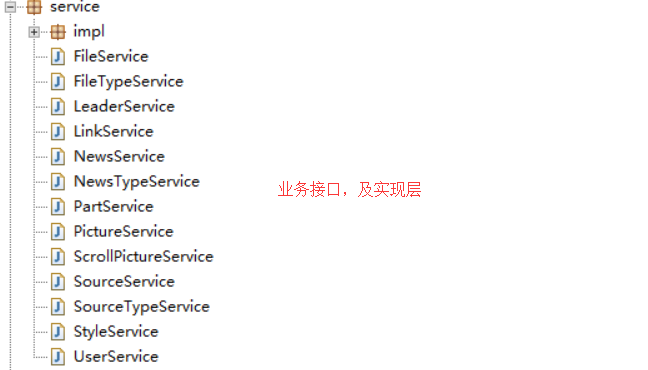 service
impl
FileService
FileTypeService
LeaderService
LinkService
NewsService
NewsTypeService
业务接口，及实现层
PartService
PictureService
ScrollPictureService
SourceService
SourceTypeService
StyleService
UserService